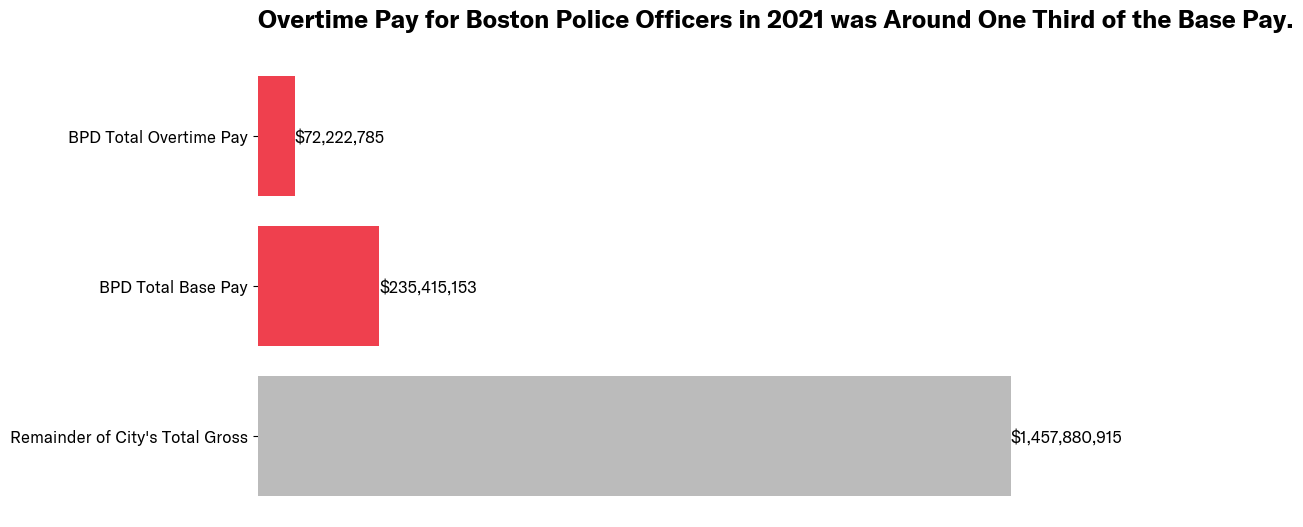 Overtime Pay for Boston Police Officers in 2021 was Around One Third of the Base Pay.
BPD Total Overtime Pay
$72,222,785
BPD Total Base Pay
$235,415,153
Remainder of City's Total Gross
$1,457,880,915